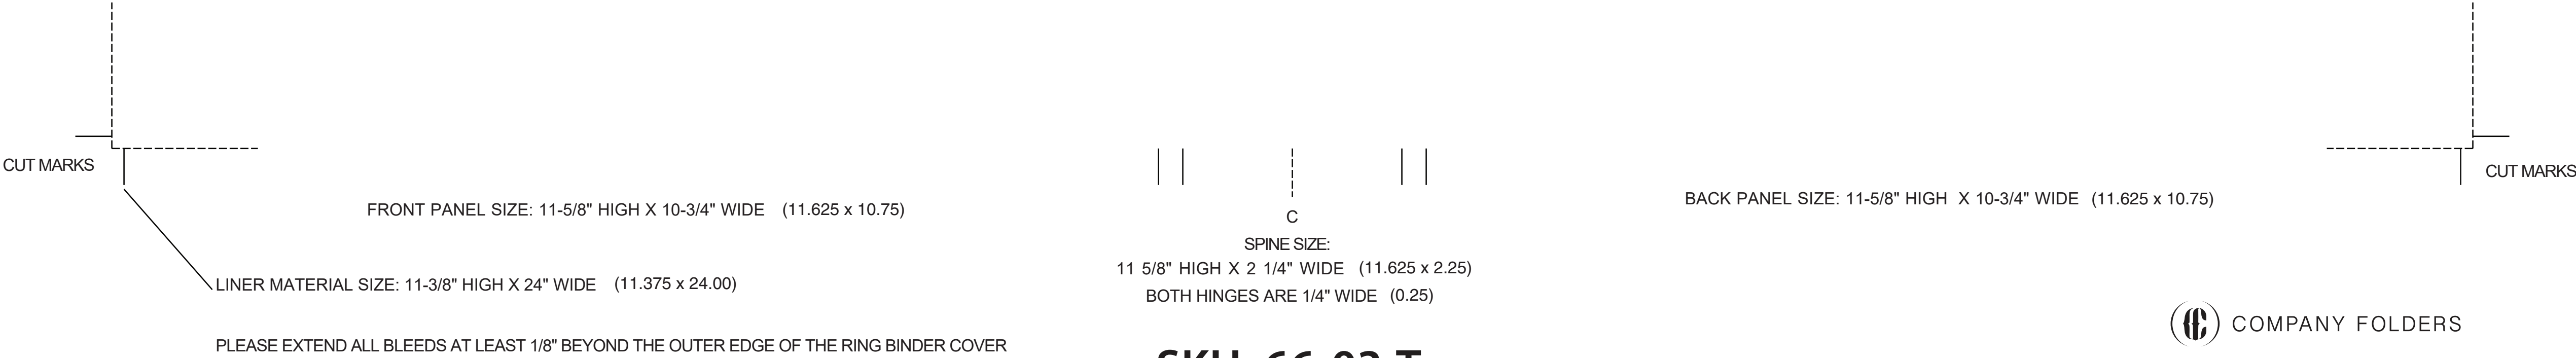 CUT MARKS
CUT MARKS
FRONT PANEL SIZE: 11-5/8" HIGH X 10-3/4" WIDE (11.625 x 10.75)
BACK PANEL SIZE: 11-5/8" HIGH X 10-3/4" WIDE (11.625 x 10.75)
C
SPINE SIZE:
11 5/8" HIGH X 2 1/4" WIDE (11.625 x 2.25)
BOTH HINGES ARE 1/4" WIDE (0.25)
LINER MATERIAL SIZE: 11-3/8" HIGH X 24" WIDE (11.375 x 24.00)
COMPANY FOLDERS
PLEASE EXTEND ALL BLEEDS AT LEAST 1/8" BEYOND THE OUTER EDGE OF THE RING BINDER COVER